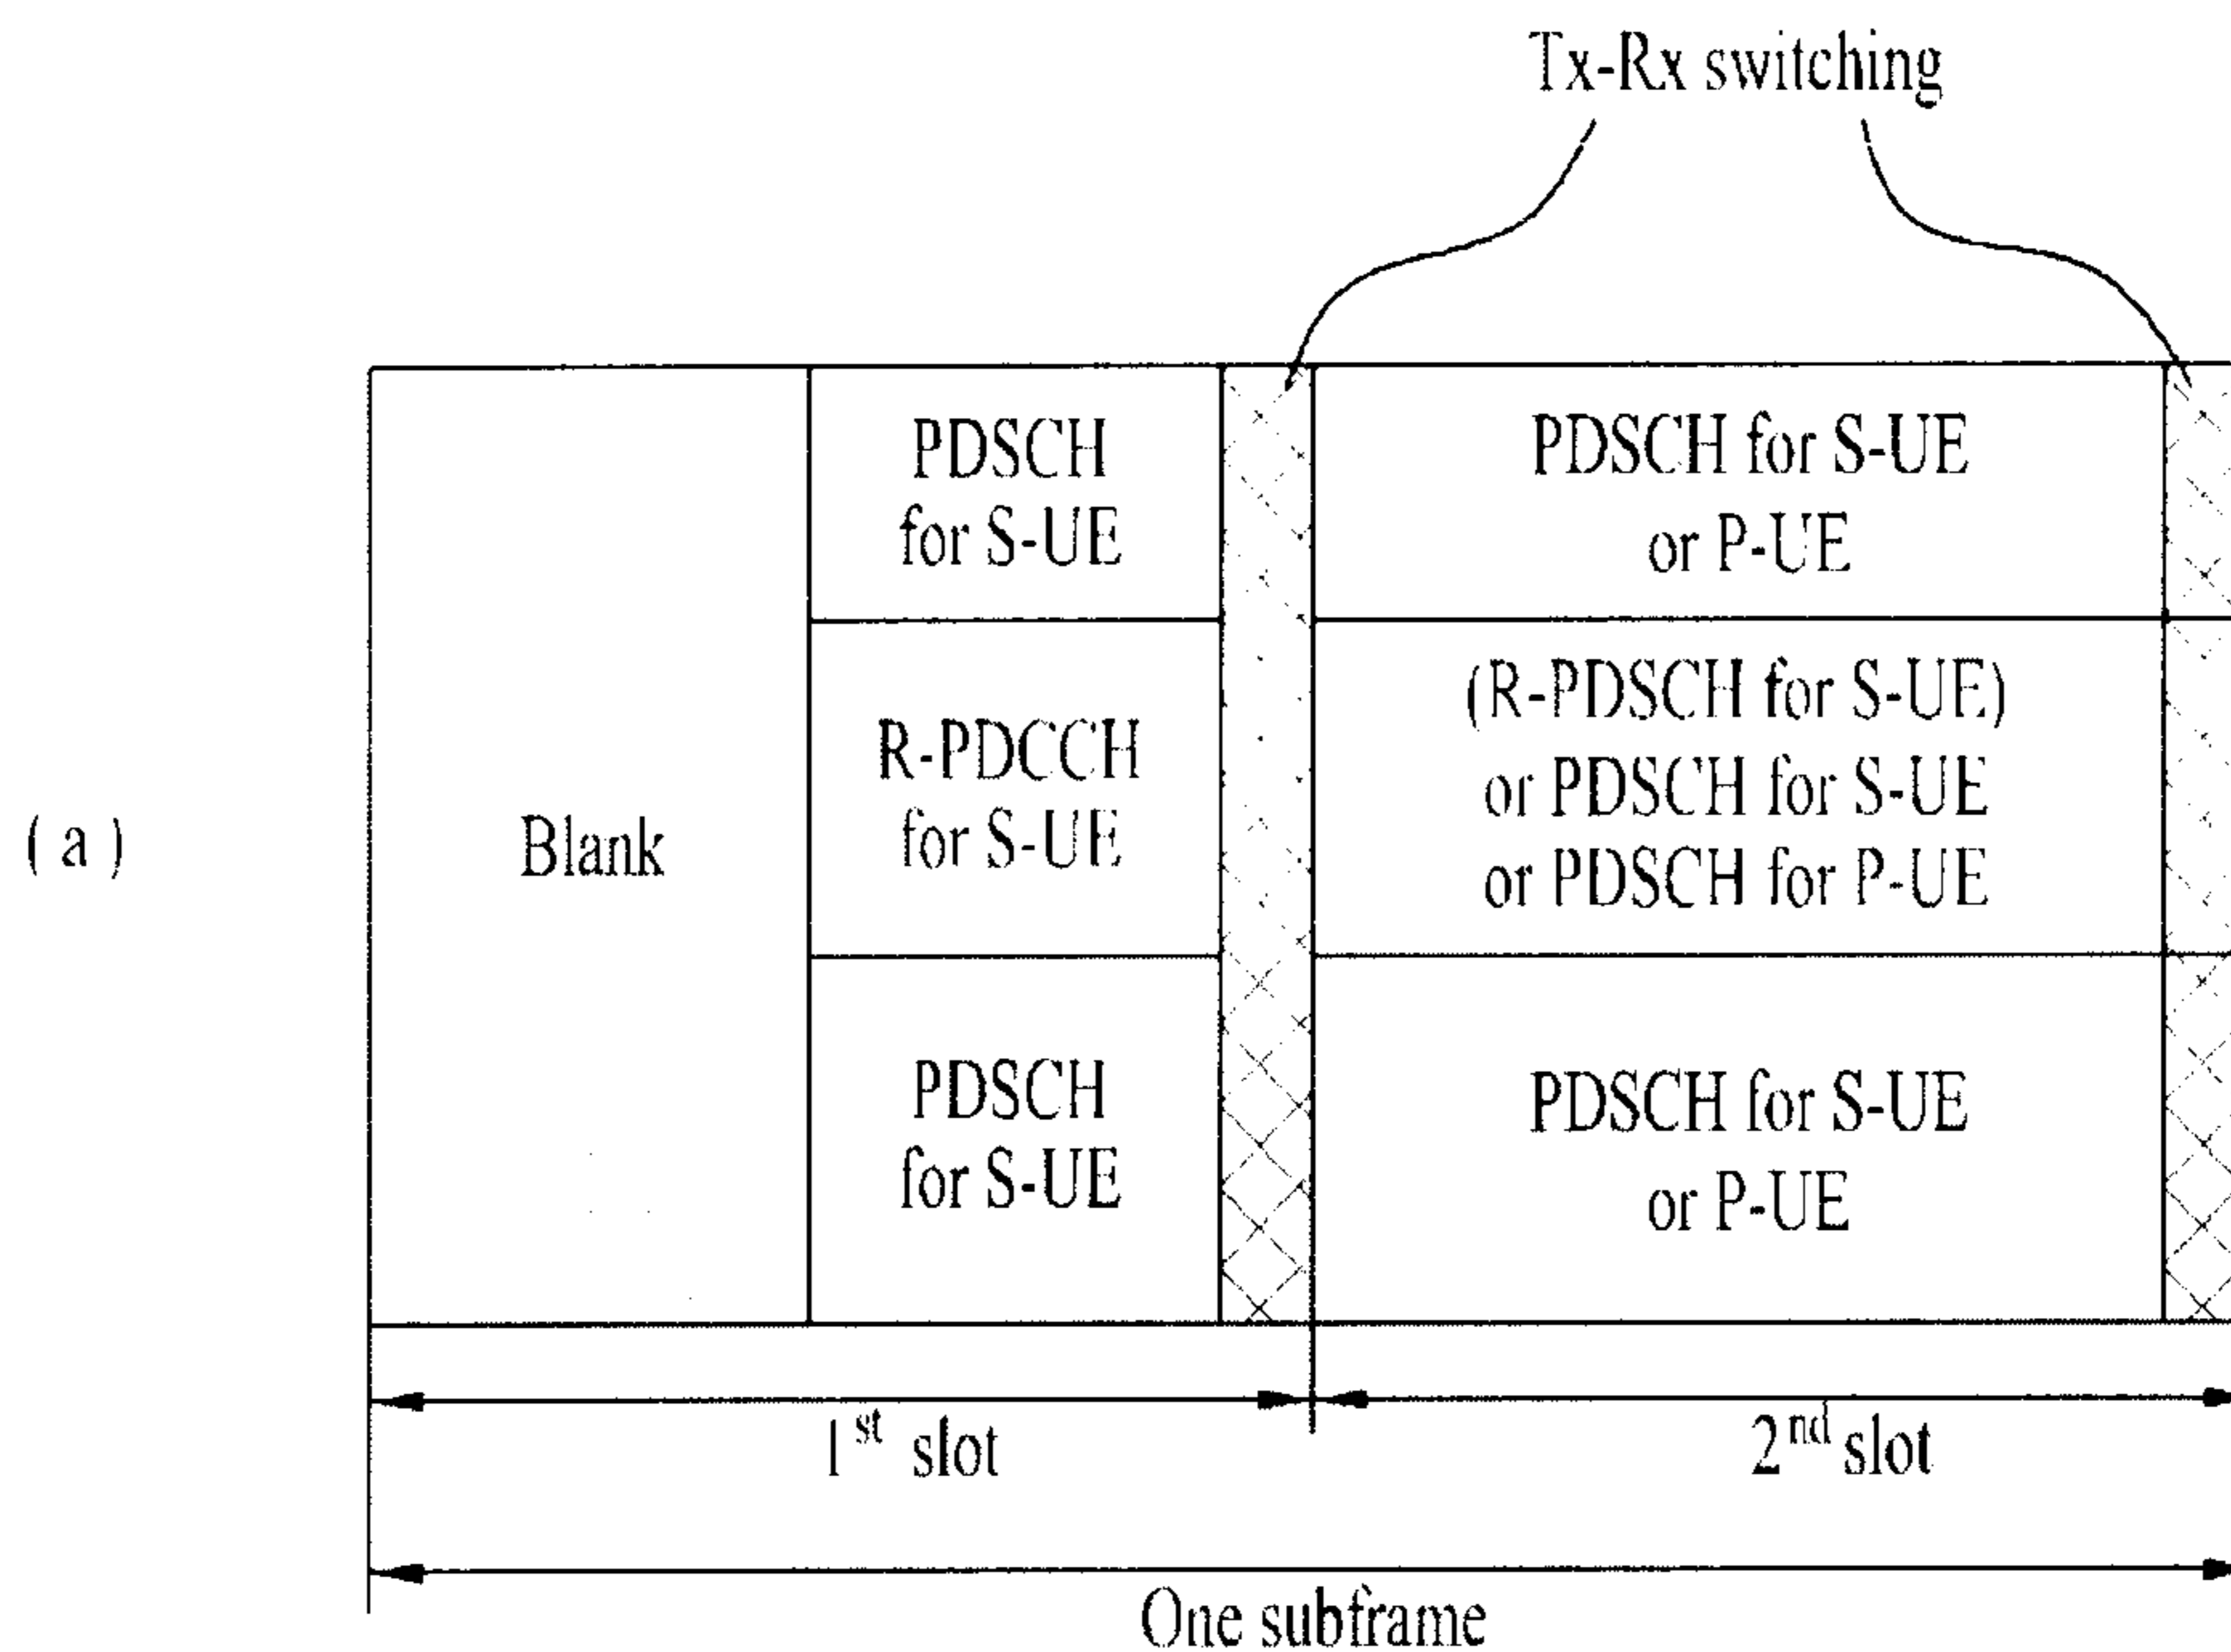 Tx-Rx switching
PDSCH
for S-UE
PDSCH for S-UE
or P-UE
(a)
Blank
R-PDCCH
for S-UE
(R-PDSCH for S-UE)
or PDSCH for S-UE
or PDSCH for P-UE
PDSCH
for S-UE
PDSCH for S-UE
or P-UE
1st slot
2nd slot
One subframe